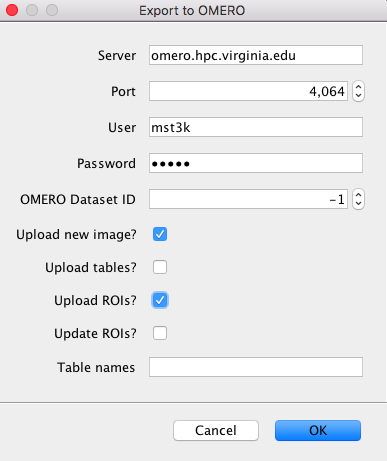 Export to OMERO
Server omero.hpc.virginia.edu
Port 4,064
User mst3k
Password •••••
OMERO Dataset ID -1
Upload new image?
Upload tables?
Upload ROIs?
Update ROIs?
Table names
Cancel OK